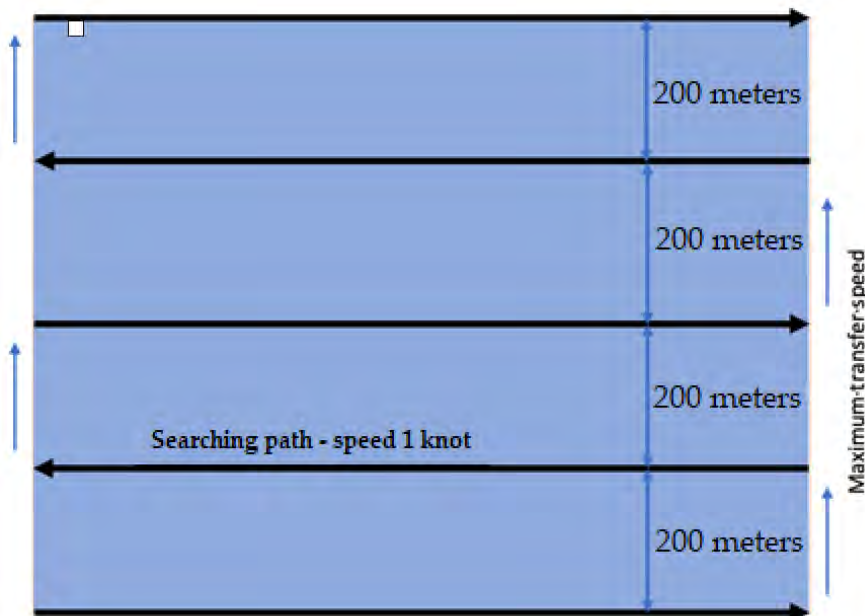 200 meters
200 meters
Maximum-transfer-speed
200 meters
Searching path - speed 1 knot
200 meters